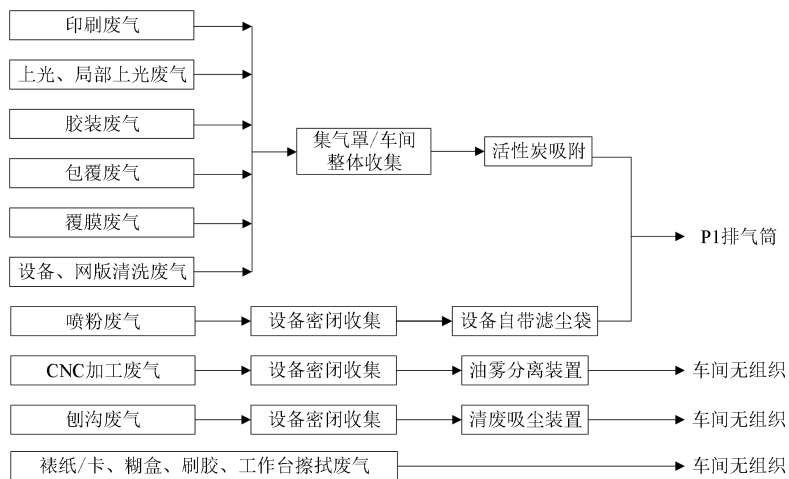 印刷废气
上光、局部上光废气
胶装废气
包覆废气
覆膜废气
设备、网版清洗废气
集气罩/车间
整体收集
活性炭吸附
P1排气筒
喷粉废气
设备密闭收集
设备自带滤尘袋
CNC加工废气
设备密闭收集
油雾分离装置
车间无组织
刨沟废气
设备密闭收集
清废吸尘装置
车间无组织
裱纸/卡、糊盒、刷胶、工作台擦拭废气
车间无组织